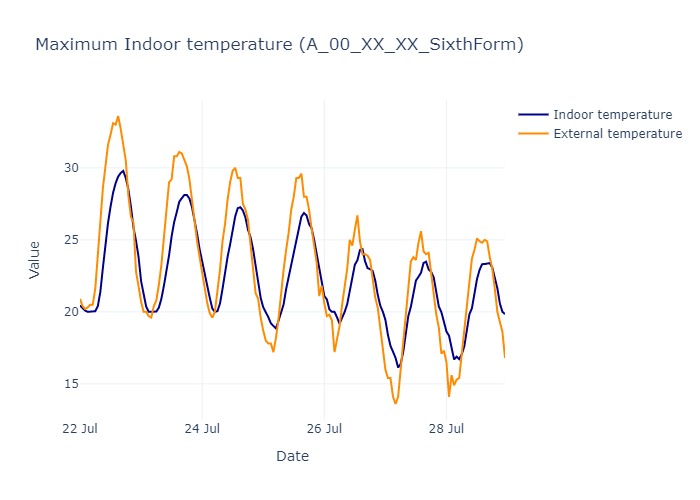 Maximum Indoor temperature (A_00_XX_XX_SixthForm)
Indoor temperature
External temperature
Value
30
25
20
15
22 Jul
24 Jul
26 Jul
28 Jul
Date